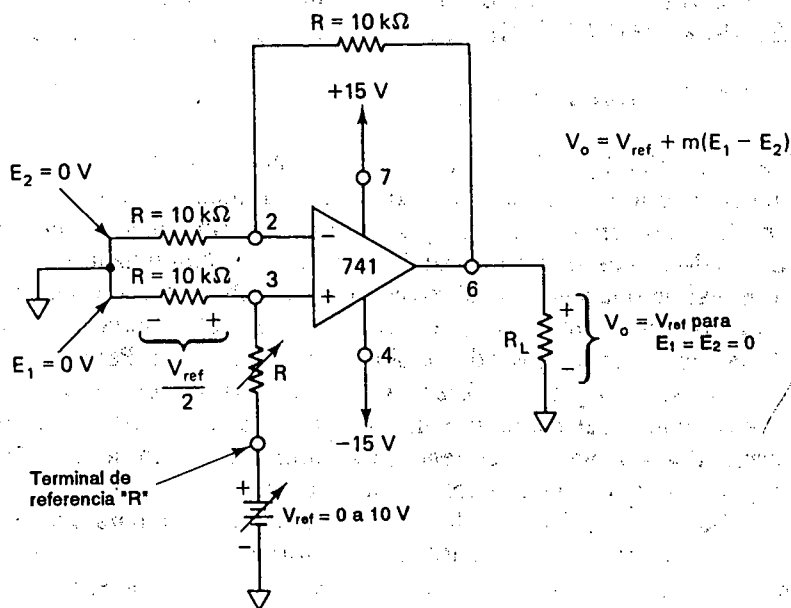 R = 10 kΩ
+15 V
V_o = V_ref + m(E_1 − E_2)
E_2 = 0 V
7
R = 10 kΩ
2
−
741
R = 10 kΩ
3
+
6
− +
V_ref
2
E_1 = 0 V
R
4
R_L
+
−
V_o = V_ref para
E_1 = E_2 = 0
−15 V
Terminal de
referencia "R"
+
V_ref = 0 a 10 V
−